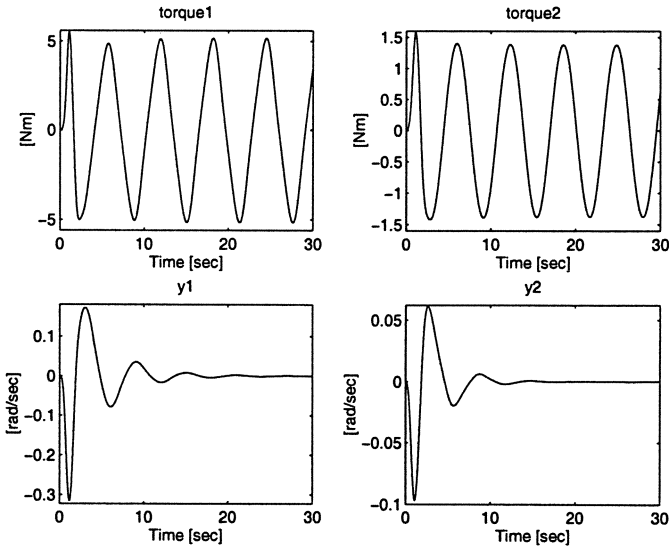 torque1
[Nm]
5
0
−5
0 10 20 30
Time [sec]
torque2
[Nm]
1.5
1
0.5
0
−0.5
−1
−1.5
0 10 20 30
Time [sec]
y1
[rad/sec]
0.1
0
−0.1
−0.2
−0.3
0 10 20 30
Time [sec]
y2
[rad/sec]
0.05
0
−0.05
−0.1
0 10 20 30
Time [sec]